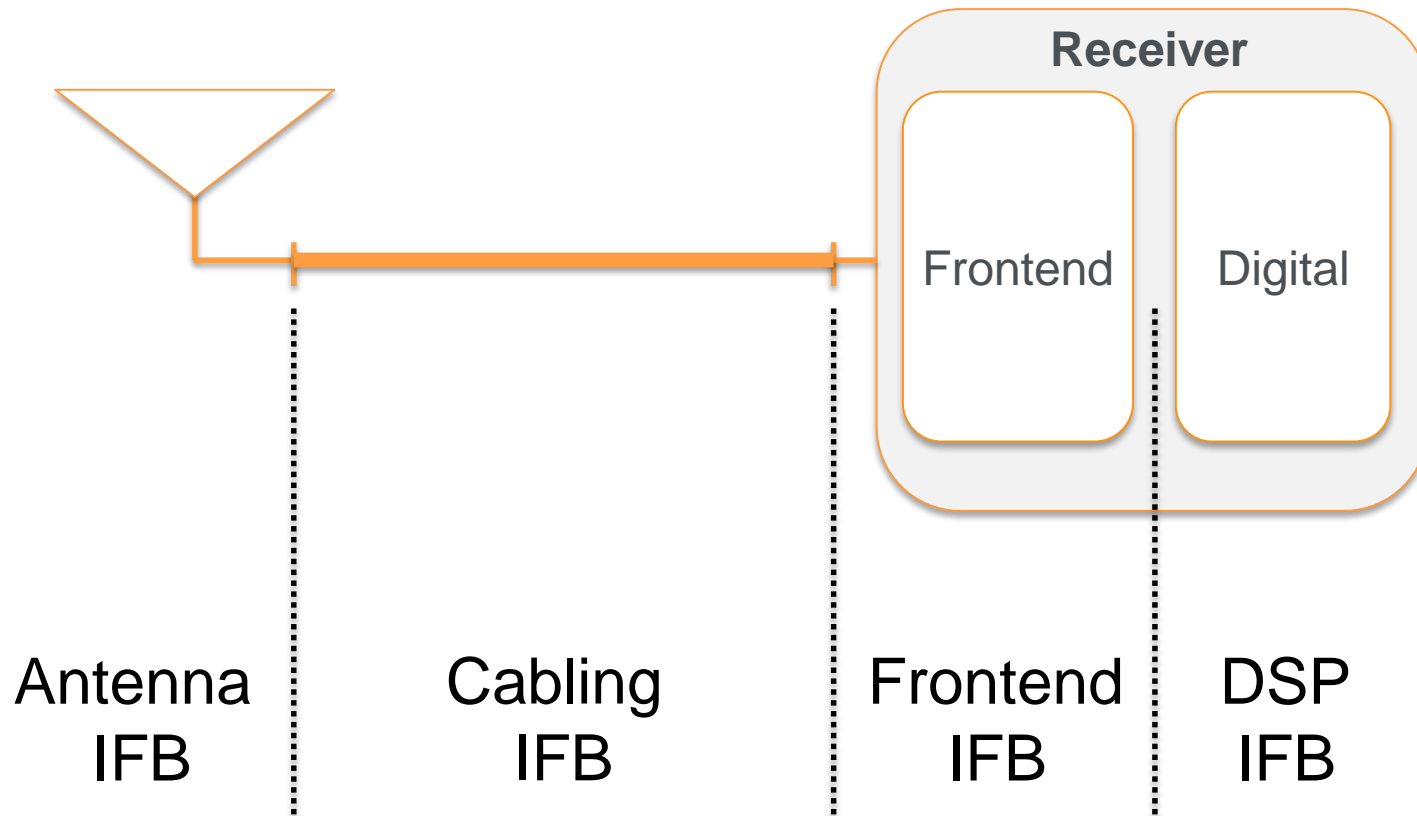 Receiver
Frontend
Digital
Antenna
IFB
Cabling
IFB
Frontend
IFB
DSP
IFB